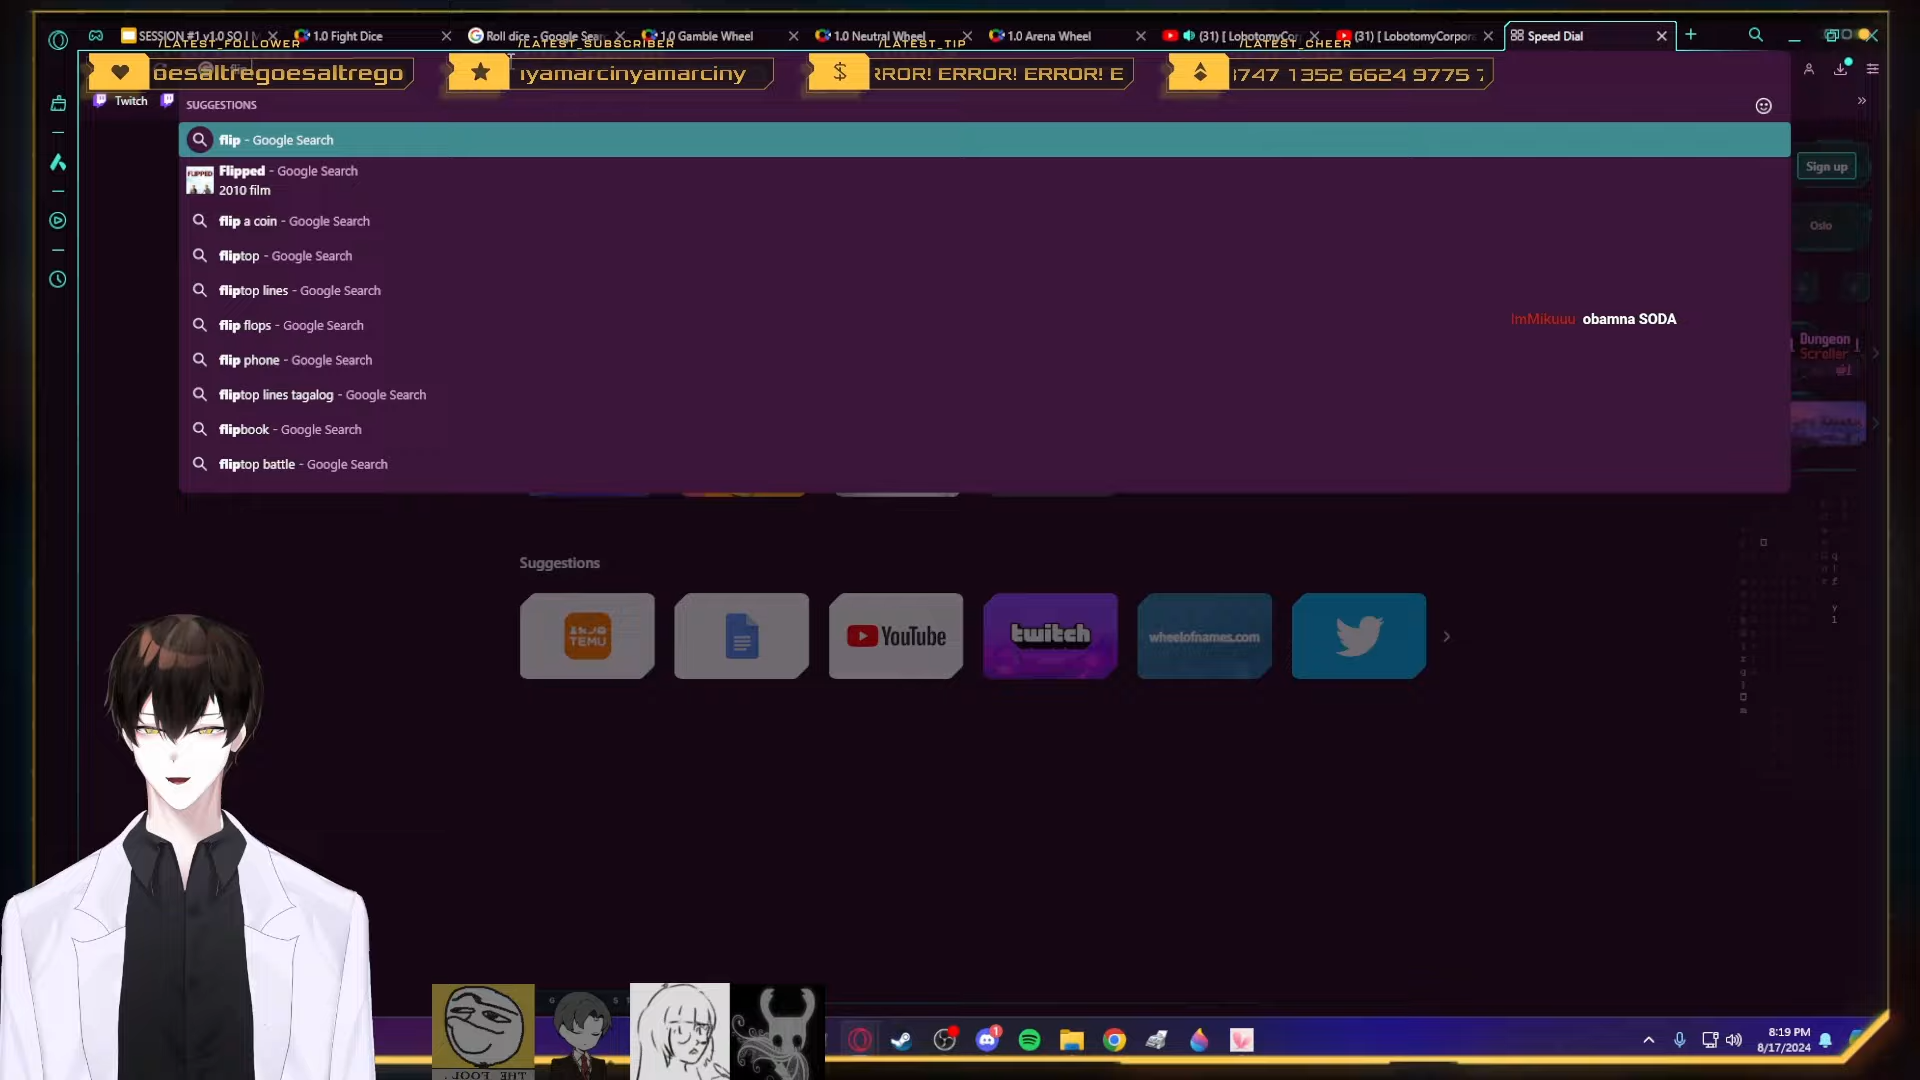 SESSION #1 v1.0 SO I M
1.0 Fight Dice
Roll dice - Google Sear
1.0 Gamble Wheel
1.0 Neutral Wheel
1.0 Arena Wheel
(31) [ LobotomyCorp
(31) [ LobotomyCorpora
Speed Dial
/LATEST_FOLLOWER
/LATEST_SUBSCRIBER
/LATEST_TIP
/LATEST_CHEER
oesaltregoesaltrego
ıyamarcinyamarciny
RROR! ERROR! ERROR! E
3747 1352 6624 9775 7
Twitch
SUGGESTIONS
flip - Google Search
Flipped - Google Search
2010 film
flip a coin - Google Search
fliptop - Google Search
fliptop lines - Google Search
flip flops - Google Search
flip phone - Google Search
fliptop lines tagalog - Google Search
flipbook - Google Search
fliptop battle - Google Search
Sign up
Oslo
ImMikuuu obamna SODA
Dungeon
Scroller
Suggestions
TEMU
YouTube
twitch
wheelofnames.com
THE FOOL.
1
8:19 PM
8/17/2024